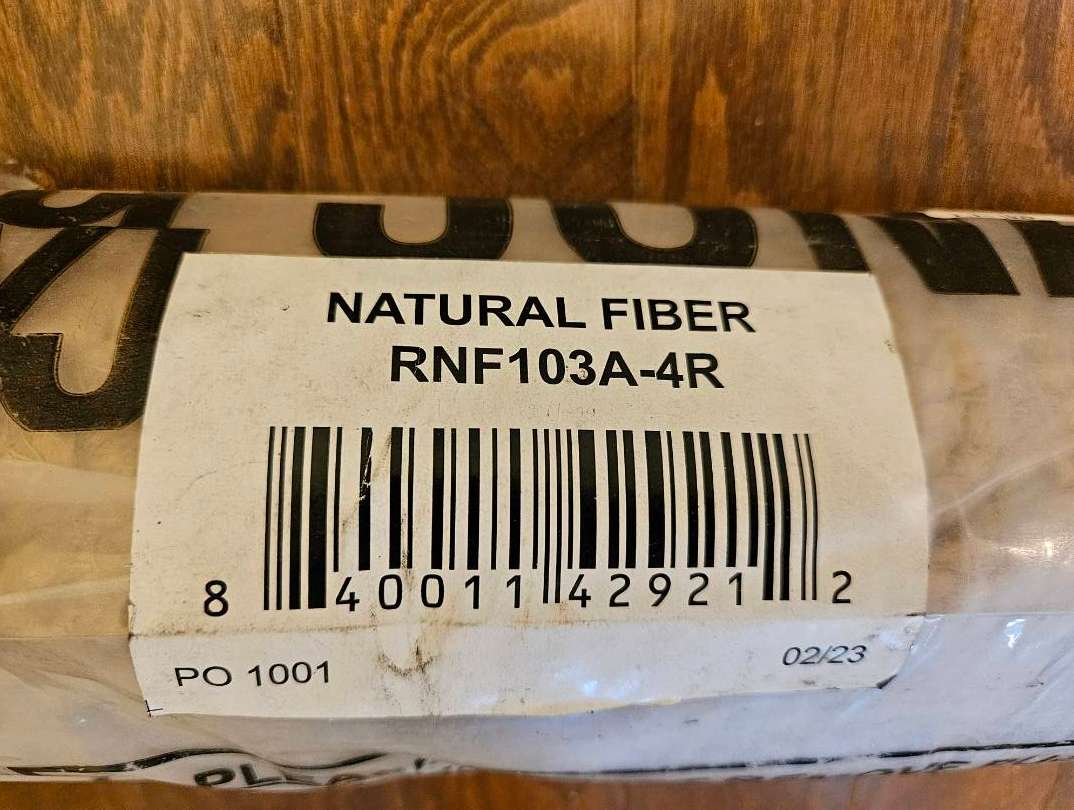 NATURAL FIBER
RNF103A-4R
8 40011 42921 2
PO 1001
02/23